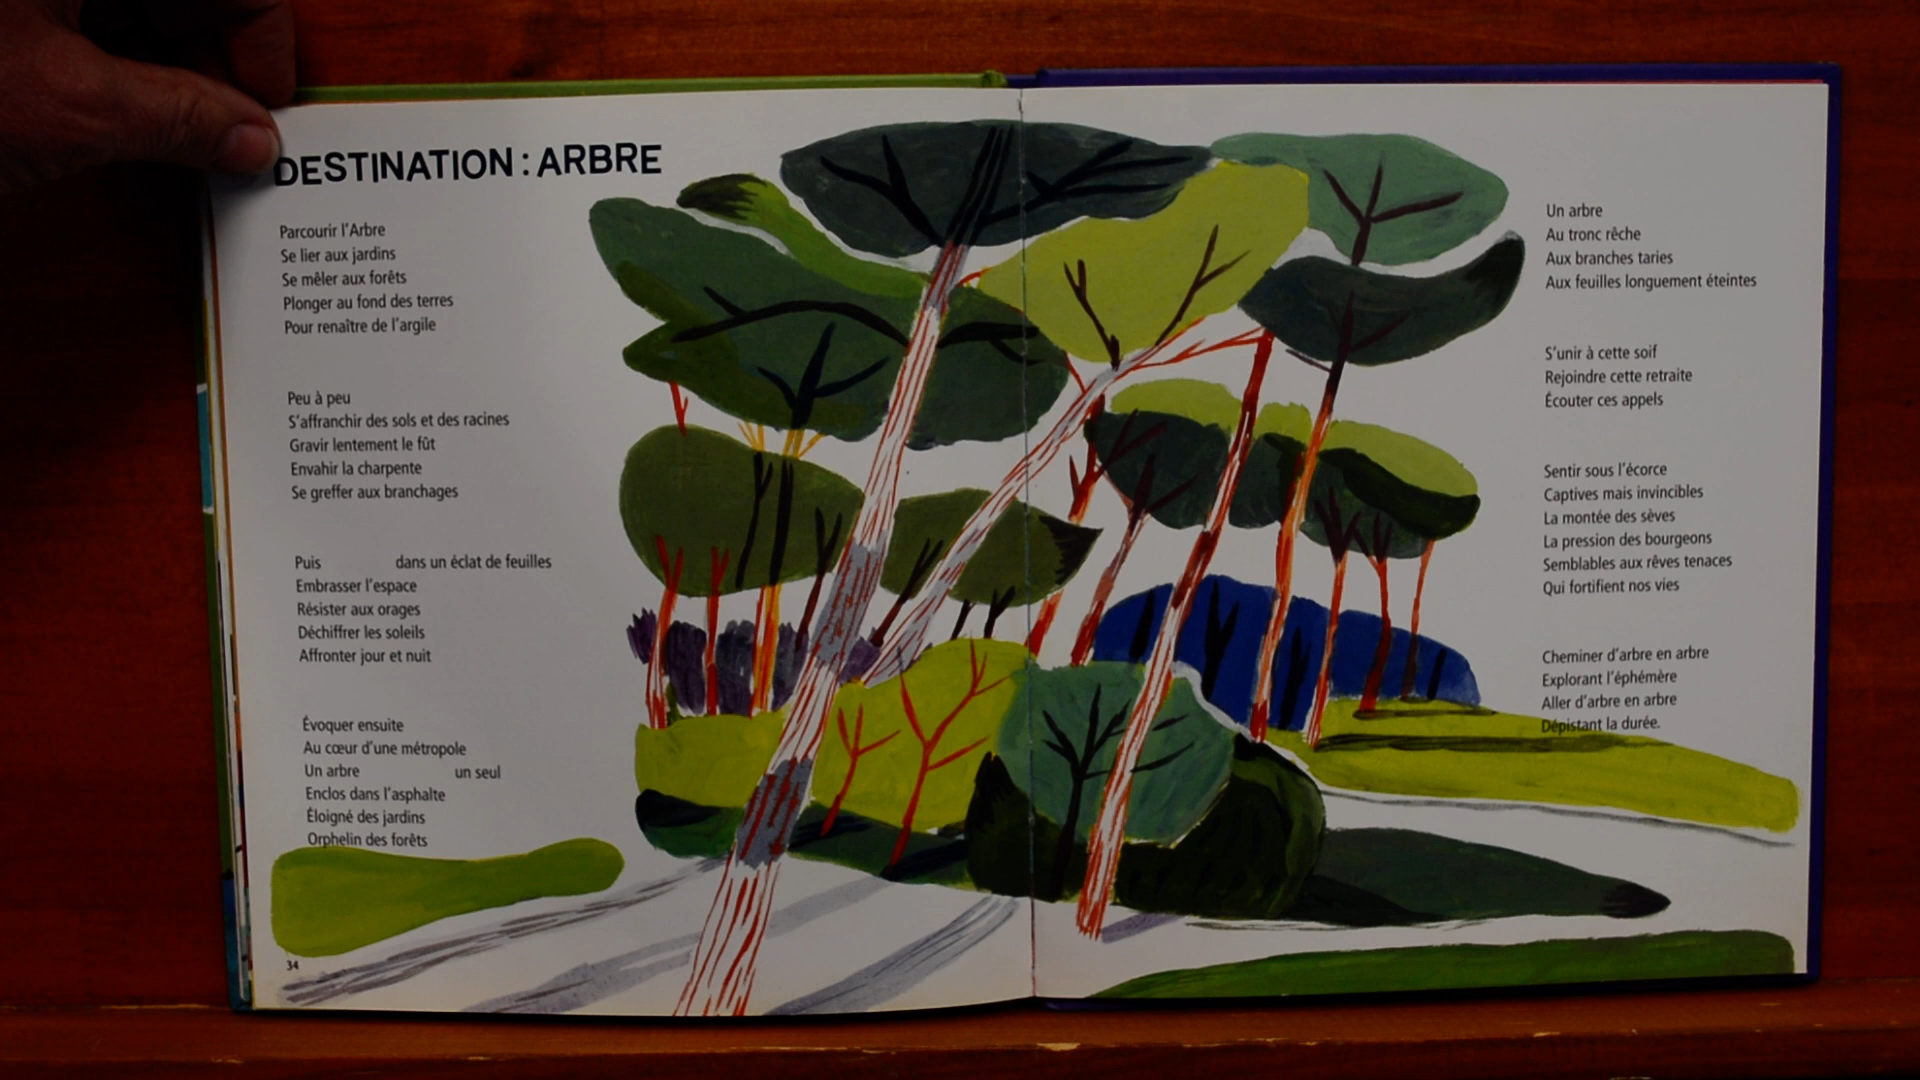 DESTINATION : ARBRE
Parcourir l'Arbre
Se lier aux jardins
Se mêler aux forêts
Plonger au fond des terres
Pour renaître de l'argile
Peu à peu
S'affranchir des sols et des racines
Gravir lentement le fût
Envahir la charpente
Se greffer aux branchages
Puis dans un éclat de feuilles
Embrasser l'espace
Résister aux orages
Déchiffrer les soleils
Affronter jour et nuit
Évoquer ensuite
Au cœur d'une métropole
Un arbre un seul
Enclos dans l'asphalte
Éloigné des jardins
Orphelin des forêts
34
Un arbre
Au tronc rêche
Aux branches taries
Aux feuilles longuement éteintes
S'unir à cette soif
Rejoindre cette retraite
Écouter ces appels
Sentir sous l'écorce
Captives mais invincibles
La montée des sèves
La pression des bourgeons
Semblables aux rêves tenaces
Qui fortifient nos vies
Cheminer d'arbre en arbre
Explorant l'éphémère
Aller d'arbre en arbre
Dépistant la durée.